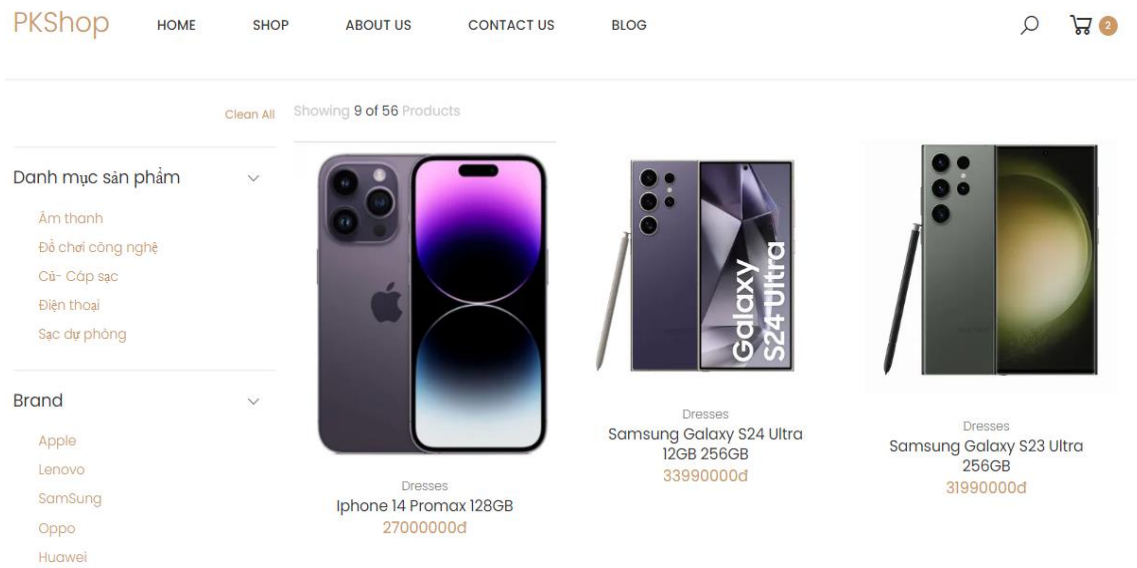 PKShop
HOME
SHOP
ABOUT US
CONTACT US
BLOG
2
Clean All
Showing 9 of 56 Products
Danh mục sản phẩm
Âm thanh
Đồ chơi công nghệ
Củ- Cáp sạc
Điện thoại
Sạc dự phòng
Brand
Apple
Lenovo
SamSung
Oppo
Huawei
Dresses
Iphone 14 Promax 128GB
27000000đ
Galaxy
S24 Ultra
Dresses
Samsung Galaxy S24 Ultra
12GB 256GB
33990000đ
Dresses
Samsung Galaxy S23 Ultra
256GB
31990000đ